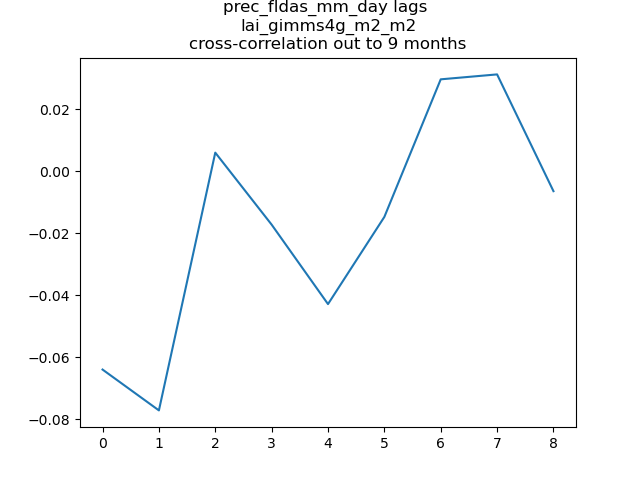 prec_fldas_mm_day lags
lai_gimms4g_m2_m2
cross-correlation out to 9 months
0.02
0.00
−0.02
−0.04
−0.06
−0.08
0 1 2 3 4 5 6 7 8